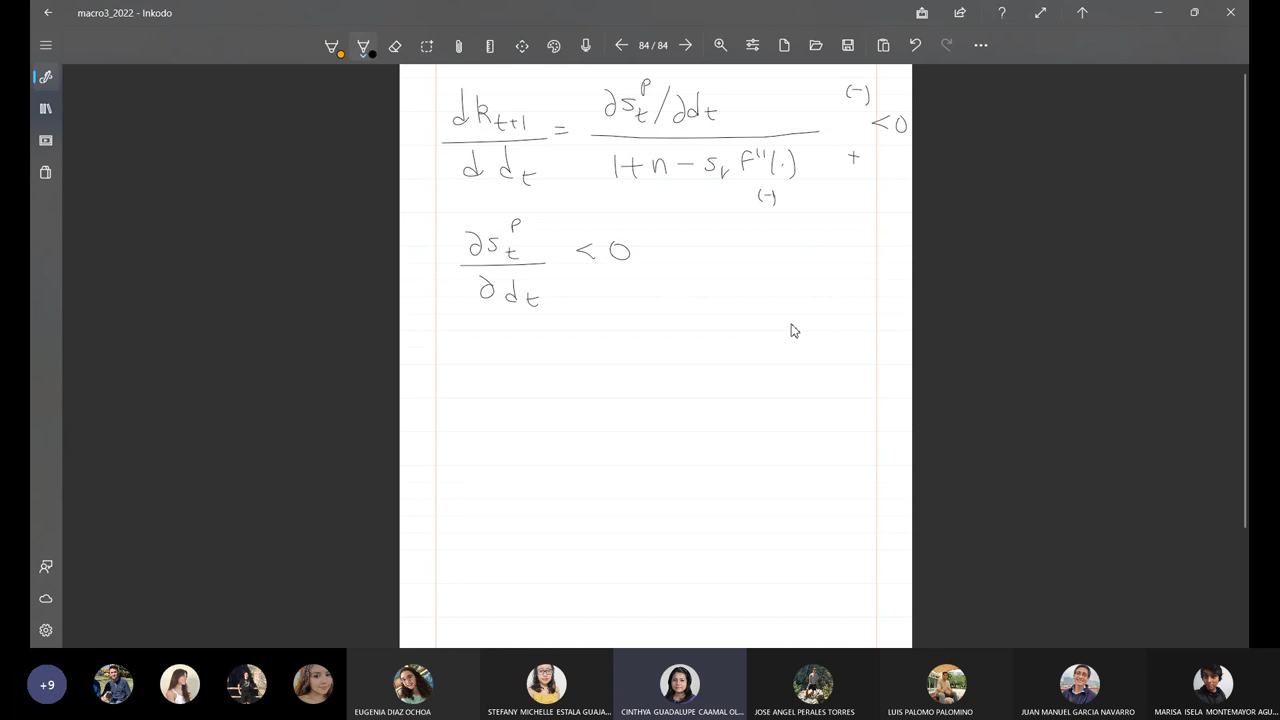 macro3_2022 - Inkodo
84 / 84
dk_{t+1} / d d_t = (∂s_t^p/∂d_t) / (1+n - s_r F''(.)) (-) / + < 0
(-)
∂s_t^p / ∂d_t < 0
+9
EUGENIA DIAZ OCHOA
STEFANY MICHELLE ESTALA GUAJA...
CINTHYA GUADALUPE CAAMAL OL...
JOSE ANGEL PERALES TORRES
LUIS PALOMO PALOMINO
JUAN MANUEL GARCIA NAVARRO
MARISA ISELA MONTEMAYOR AGU...